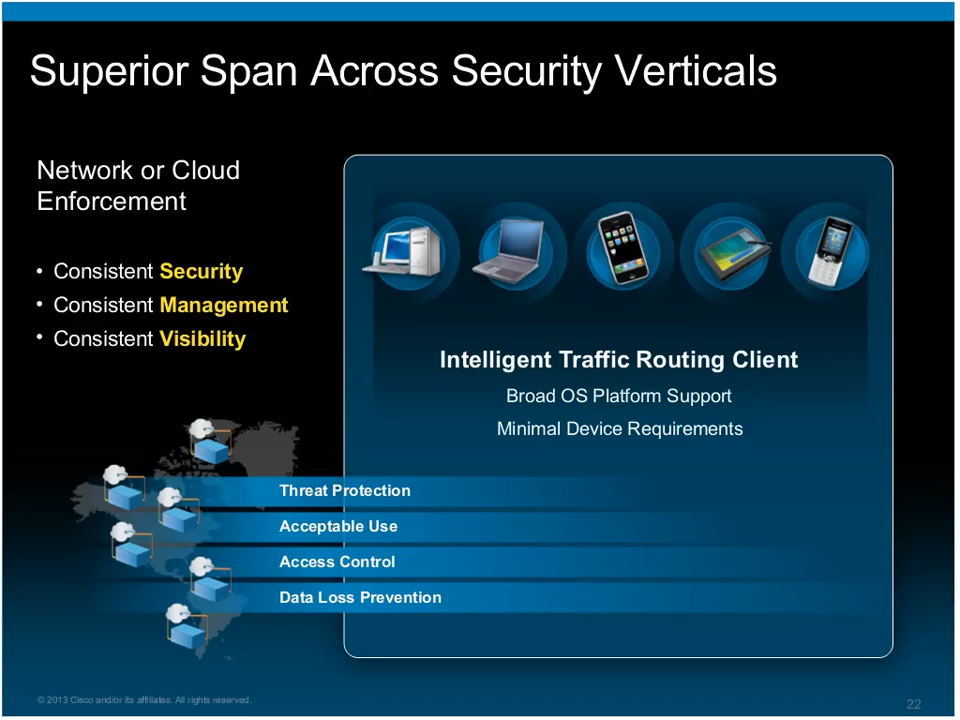 Superior Span Across Security Verticals
Network or Cloud
Enforcement
• Consistent Security
• Consistent Management
• Consistent Visibility
Intelligent Traffic Routing Client
Broad OS Platform Support
Minimal Device Requirements
Threat Protection
Acceptable Use
Access Control
Data Loss Prevention
© 2013 Cisco and/or its affiliates. All rights reserved.
22